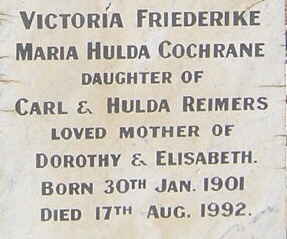 VICTORIA FRIEDERIKE
MARIA HULDA COCHRANE
DAUGHTER OF
CARL & HULDA REIMERS
LOVED MOTHER OF
DOROTHY & ELISABETH.
BORN 30TH JAN. 1901
DIED 17TH AUG. 1992.